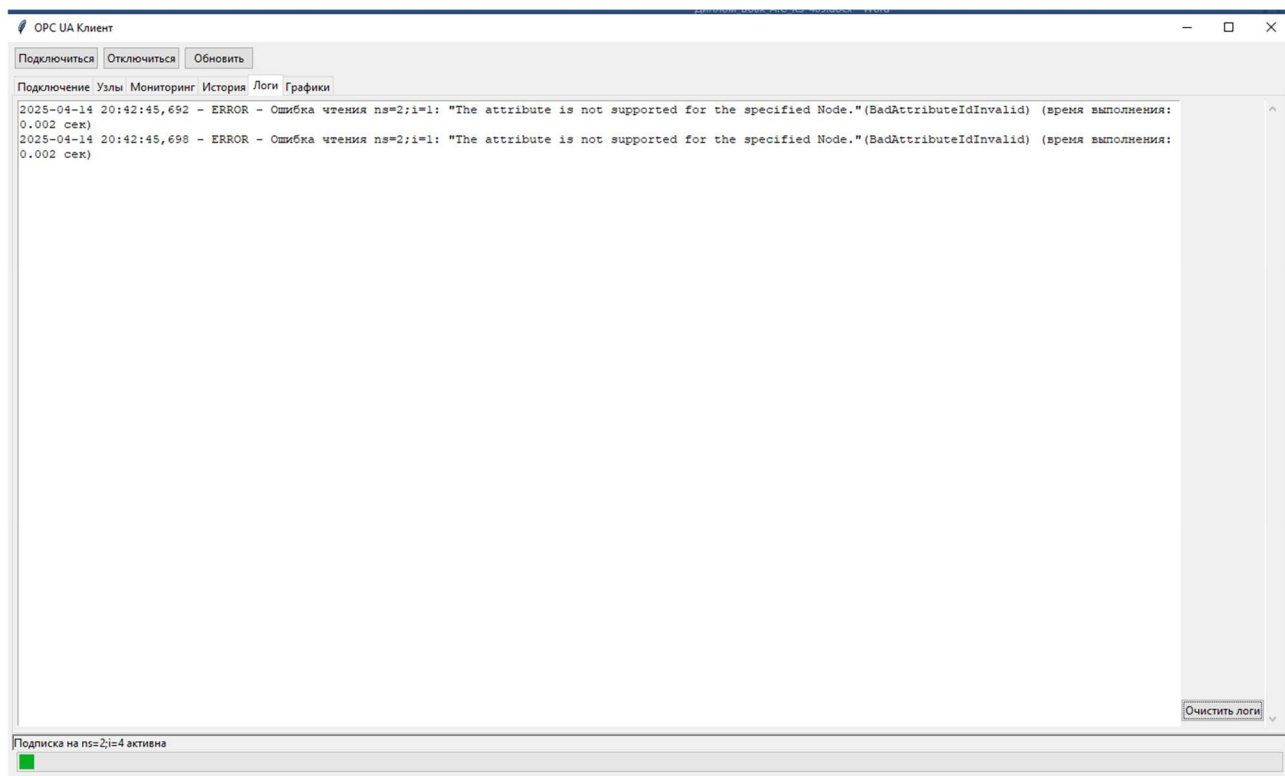 OPC UA Клиент
Подключиться Отключиться Обновить
Подключение Узлы Мониторинг История Логи Графики
2025-04-14 20:42:45,692 - ERROR - Ошибка чтения ns=2;i=1: "The attribute is not supported for the specified Node."(BadAttributeIdInvalid) (время выполнения:
0.002 сек)
2025-04-14 20:42:45,698 - ERROR - Ошибка чтения ns=2;i=1: "The attribute is not supported for the specified Node."(BadAttributeIdInvalid) (время выполнения:
0.002 сек)
Очистить логи
Подписка на ns=2;i=4 активна